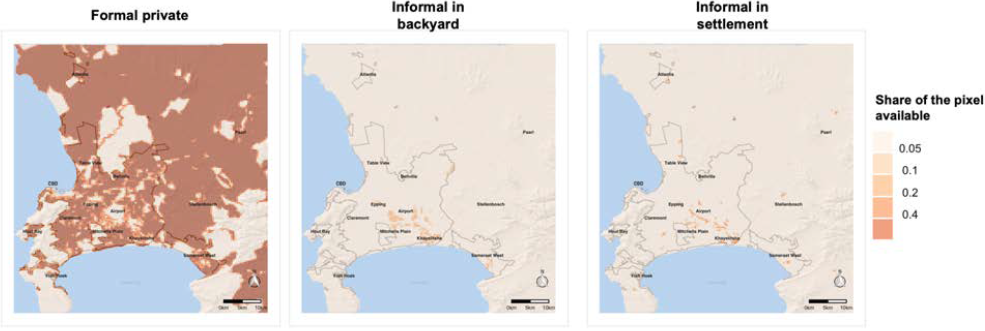 Formal private
Informal in
backyard
Informal in
settlement
Atlantis
Paarl
Table View
Bellville
CBD
Epping
Stellenbosch
Airport
Claremont
Hout Bay
Mitchells Plain
Khayelitsha
Somerset West
Fish Hoek
N
0km 5km 10km
Atlantis
Paarl
Table View
Bellville
CBD
Epping
Stellenbosch
Airport
Claremont
Hout Bay
Mitchells Plain
Khayelitsha
Somerset West
Fish Hoek
N
0km 5km 10km
Atlantis
Paarl
Table View
Bellville
CBD
Epping
Stellenbosch
Airport
Claremont
Hout Bay
Mitchells Plain
Khayelitsha
Somerset West
Fish Hoek
N
0km 5km 10km
Share of the pixel
available
0.05
0.1
0.2
0.4